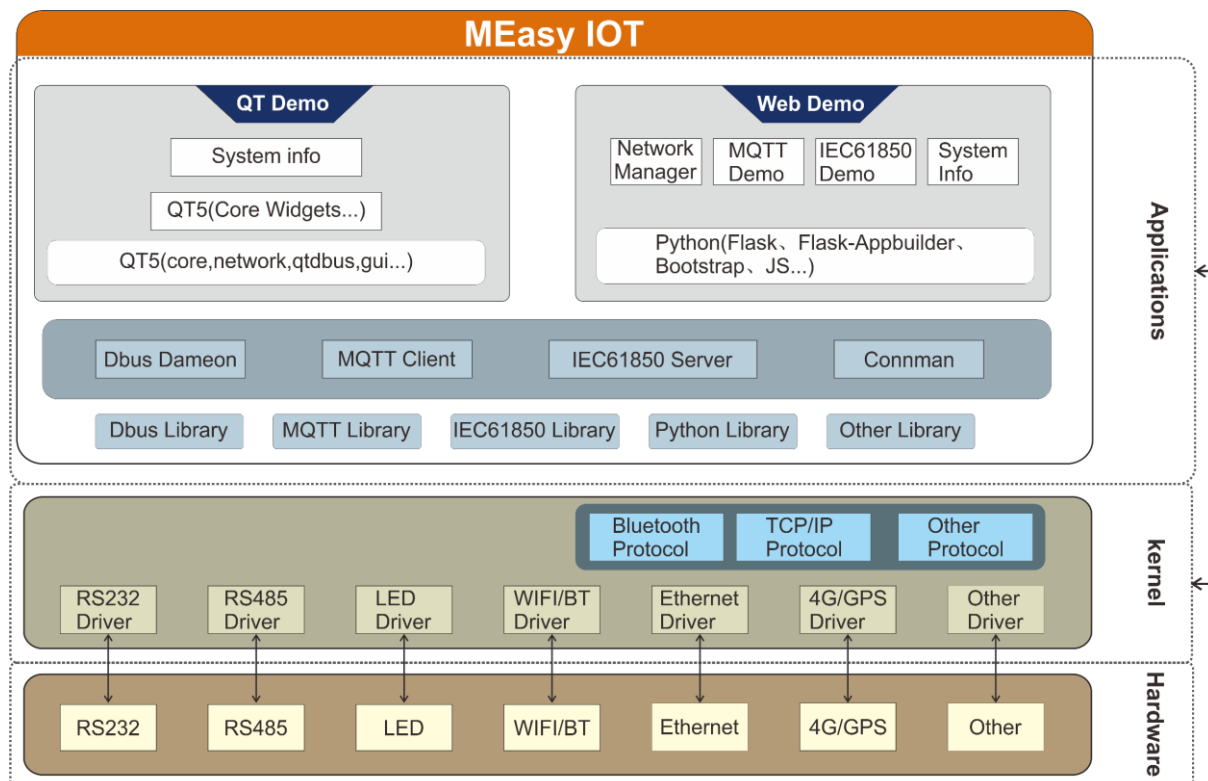 MEasy IOT
QT Demo
System info
QT5(Core Widgets...)
QT5(core,network,qtdbus,gui...)
Web Demo
Network
Manager
MQTT
Demo
IEC61850
Demo
System
Info
Python(Flask、Flask-Appbuilder、
Bootstrap、JS...)
Dbus Dameon
MQTT Client
IEC61850 Server
Connman
Dbus Library
MQTT Library
IEC61850 Library
Python Library
Other Library
Applications
Bluetooth
Protocol
TCP/IP
Protocol
Other
Protocol
RS232
Driver
RS485
Driver
LED
Driver
WIFI/BT
Driver
Ethernet
Driver
4G/GPS
Driver
Other
Driver
kernel
RS232
RS485
LED
WIFI/BT
Ethernet
4G/GPS
Other
Hardware